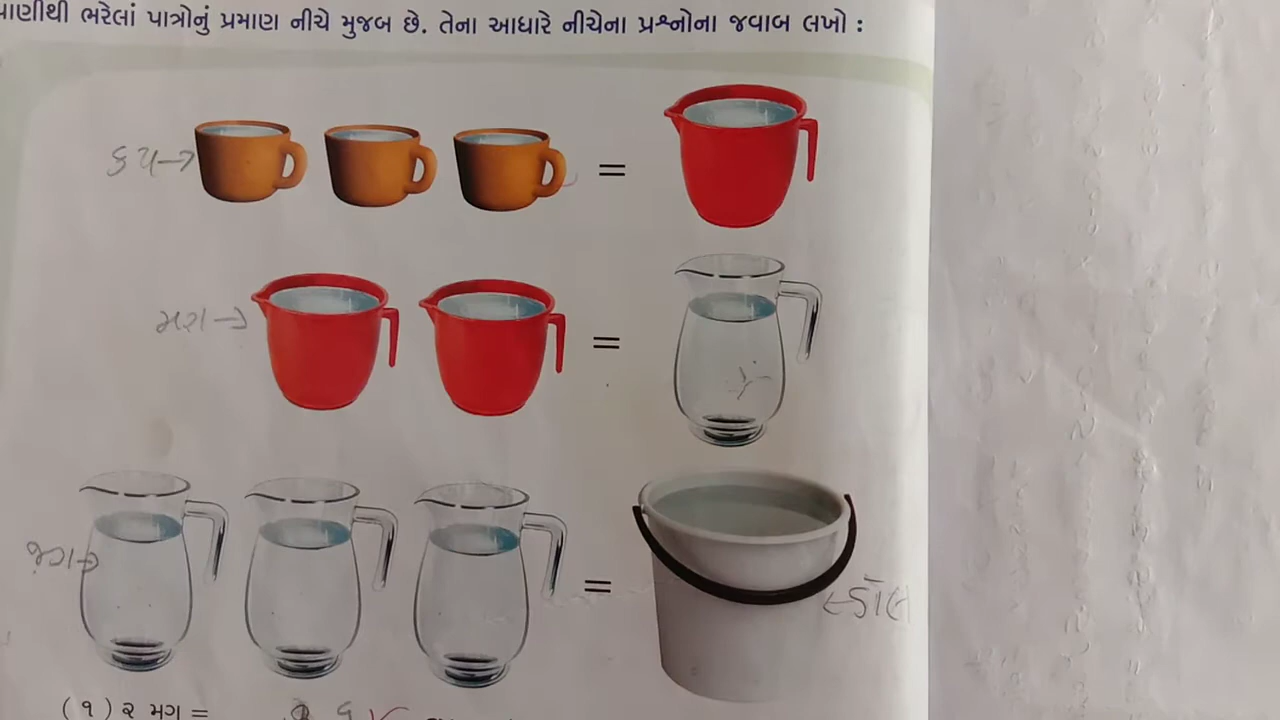 પાણીથી ભરેલાં પાત્રોનું પ્રમાણ નીચે મુજબ છે. તેના આધારે નીચેના પ્રશ્નોના જવાબ લખો :
કપ→
=
મગ→
=
જગ→
=
(૧) ૨ મગ =